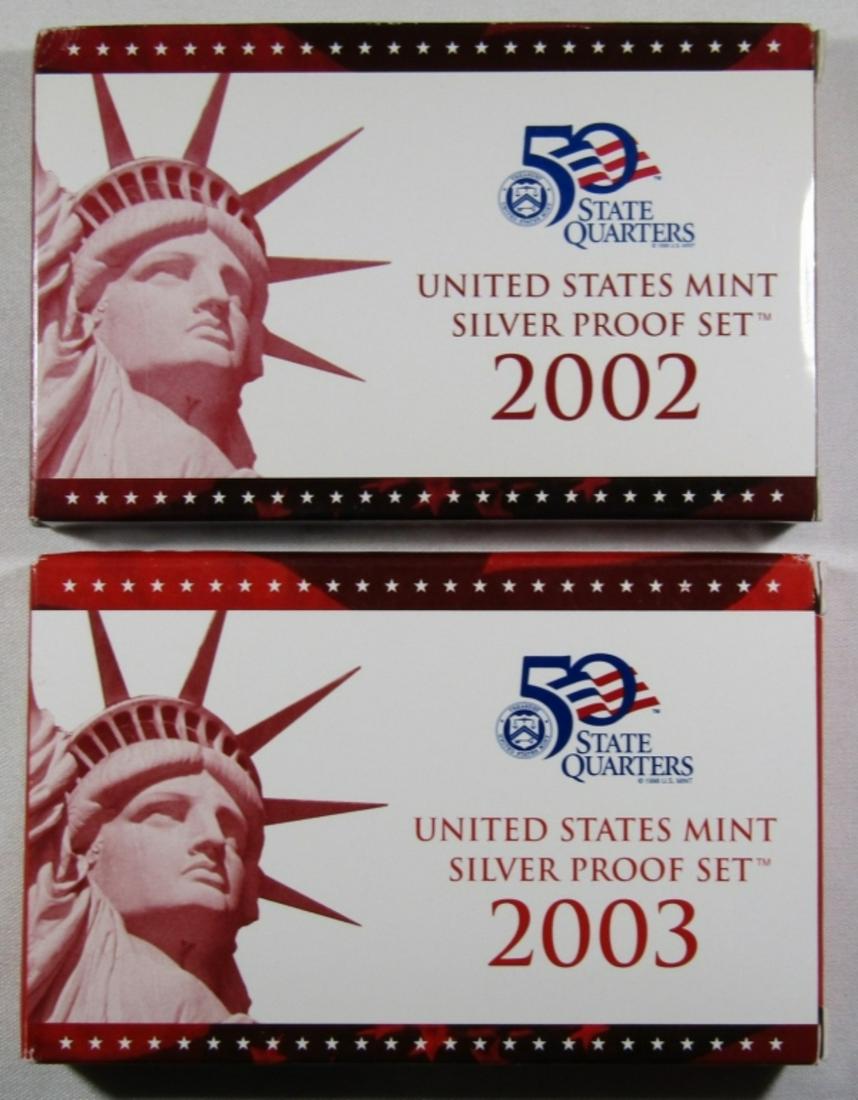 50
STATE
QUARTERS
UNITED STATES MINT
SILVER PROOF SET™
2002
50
STATE
QUARTERS
UNITED STATES MINT
SILVER PROOF SET™
2003